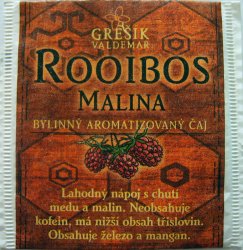 GREŠÍK
VALDEMAR
ROOIBOS
MALINA
BYLINNÝ AROMATIZOVANÝ ČAJ
Lahodný nápoj s chutí
medu a malin. Neobsahuje
kofein, má nižší obsah tříslovin.
Obsahuje železo a mangan.